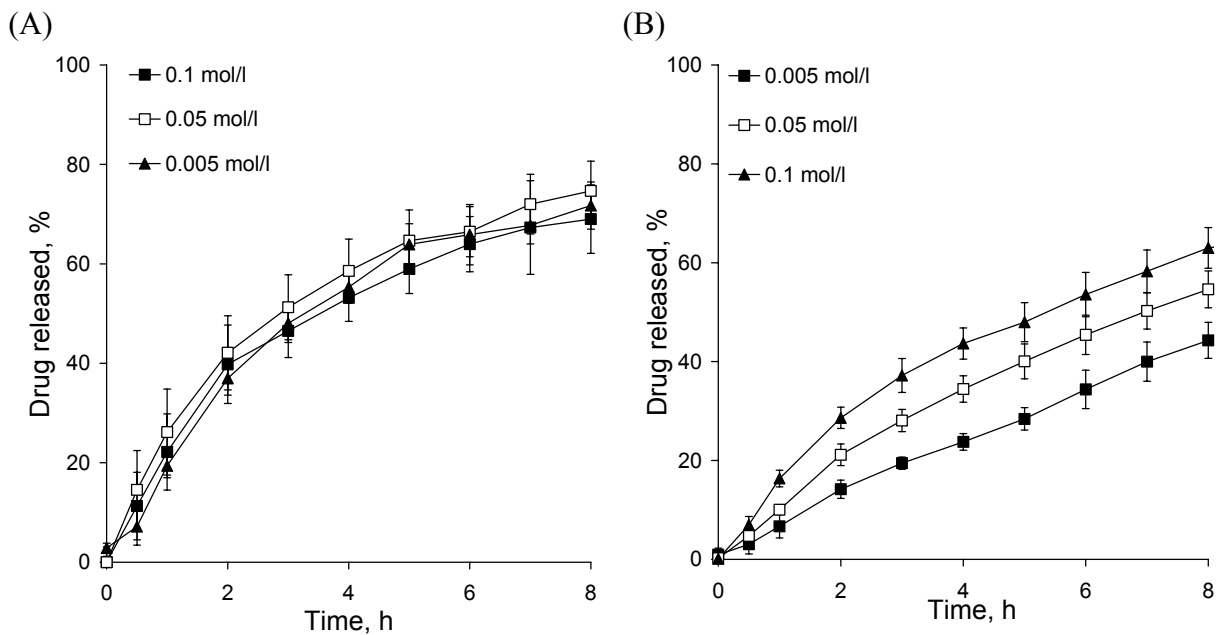 (A)
100
80
60
40
20
0
Drug released, %
0.1 mol/l
0.05 mol/l
0.005 mol/l
0 2 4 6 8
Time, h
(B)
100
80
60
40
20
0
Drug released, %
0.005 mol/l
0.05 mol/l
0.1 mol/l
0 2 4 6 8
Time, h